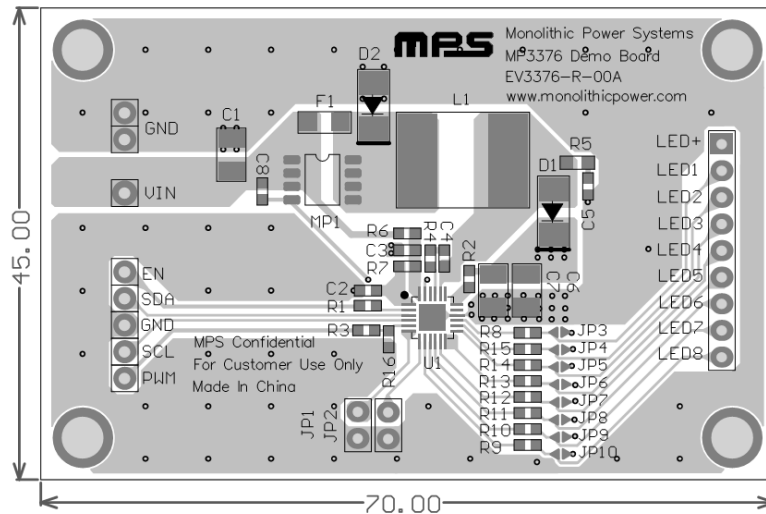 MPS
Monolithic Power Systems
MP3376 Demo Board
EV3376-R-00A
www.monolithicpower.com
D2
F1
L1
C1
GND
VIN
C8
MP1
R5
D1
C5
LED+
LED1
LED2
LED3
LED4
LED5
LED6
LED7
LED8
R6
C3
R7
R4
C4
R2
C7
C6
EN
SDA
GND
SCL
PWM
C2
R1
R3
R16
U1
MPS Confidential
For Customer Use Only
Made In China
R8
R15
R14
R13
R12
R11
R10
R9
JP3
JP4
JP5
JP6
JP7
JP8
JP9
JP10
JP1
JP2
45.00
70.00